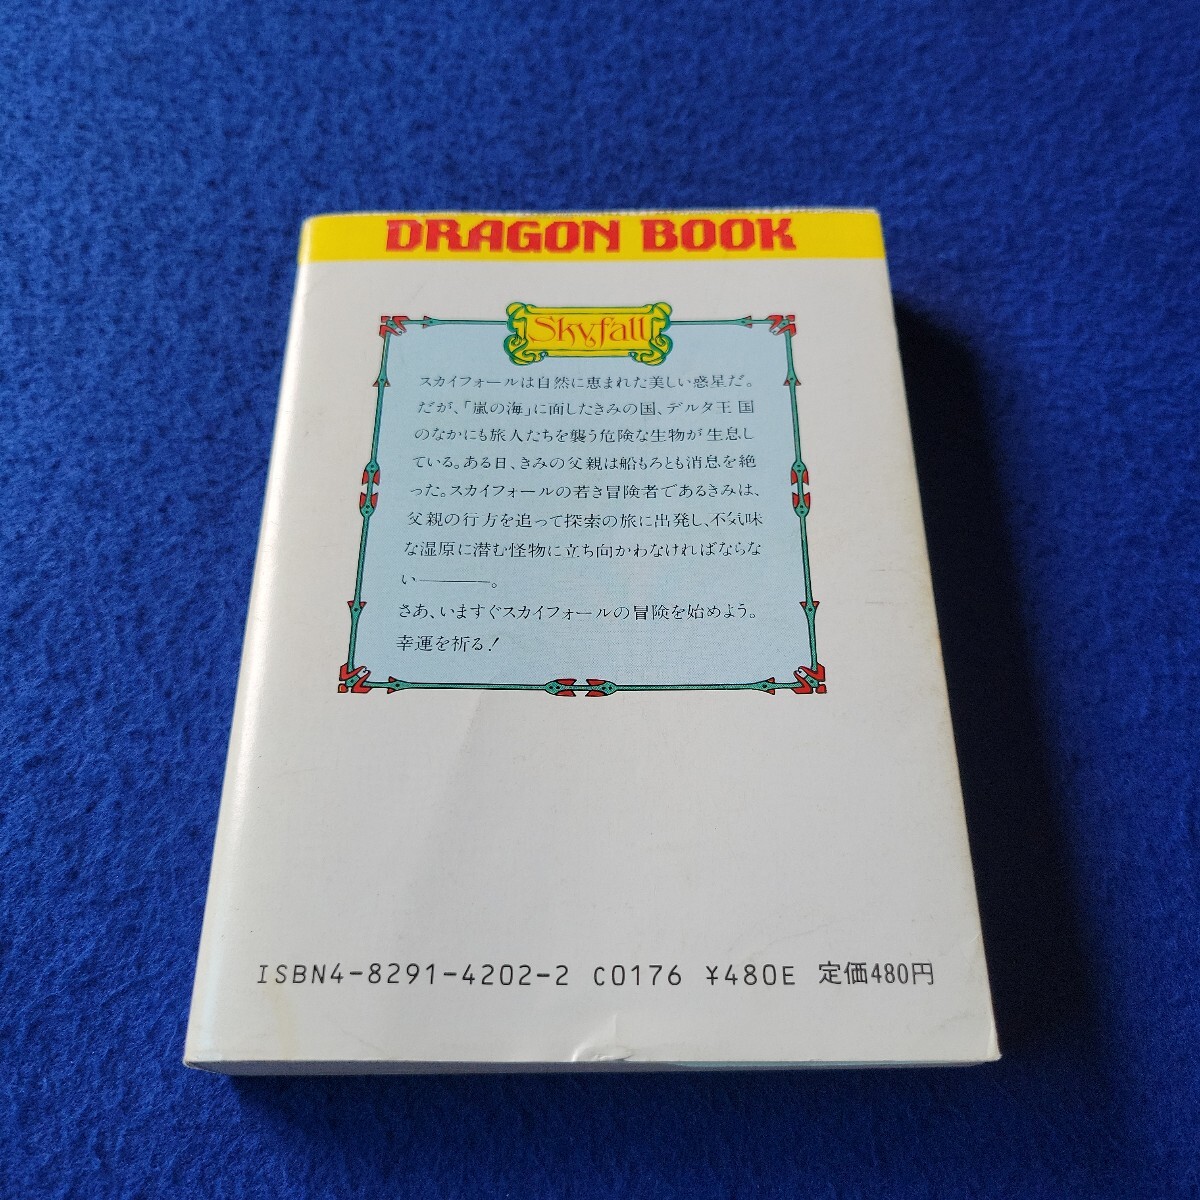 DRAGON BOOK
Skyfall
スカイフォールは自然に恵まれた美しい惑星だ。
だが、「嵐の海」に面したきみの国、デルタ王国
のなかにも旅人たちを襲う危険な生物が生息し
ている。ある日、きみの父親は船もろとも消息を絶
った。スカイフォールの若き冒険者であるきみは、
父親の行方を追って探索の旅に出発し、不気味
な湿原に潜む怪物に立ち向かわなければならな
い———。
さあ、いますぐスカイフォールの冒険を始めよう。
幸運を祈る!
ISBN4-8291-4202-2 C0176 ¥480E 定価480円